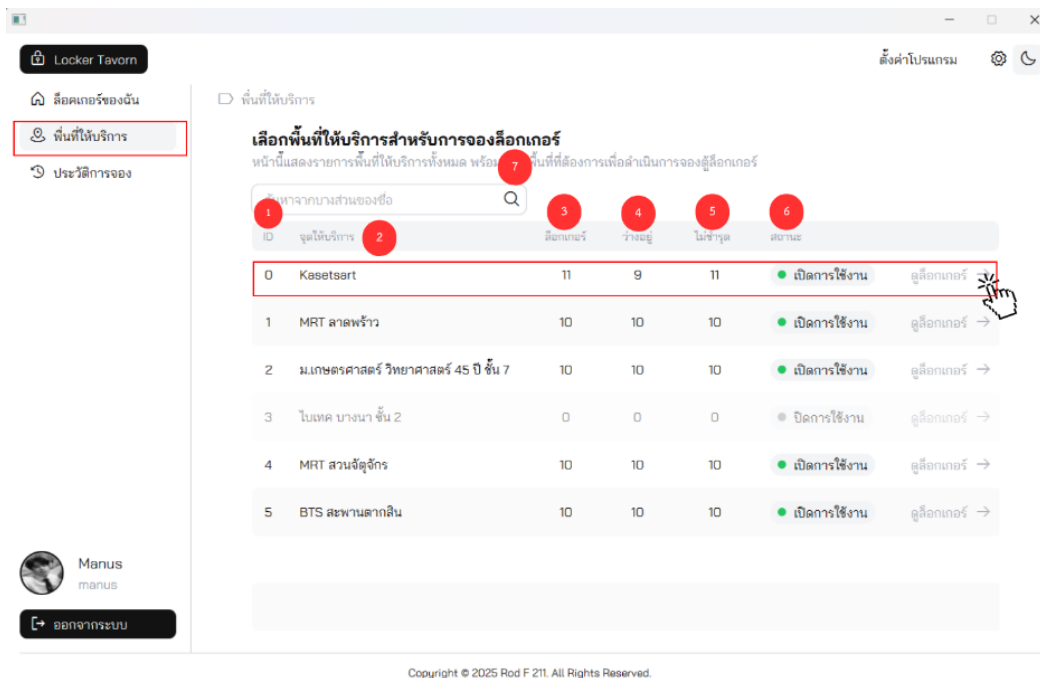 Locker Tavorn
ตั้งค่าโปรแกรม
ล็อคเกอร์ของฉัน
พื้นที่ให้บริการ
ประวัติการจอง
พื้นที่ให้บริการ
เลือกพื้นที่ให้บริการสำหรับการจองล็อกเกอร์
หน้านี้แสดงรายการพื้นที่ให้บริการทั้งหมด พร้อม 7 พื้นที่ที่ต้องการเพื่อดำเนินการจองตู้ล็อกเกอร์
หาจากบางส่วนของชื่อ
1 3 4 5 6
ID จุดให้บริการ 2 ล็อกเกอร์ ว่างอยู่ ไม่ชำรุด สถานะ
0 Kasetsart 11 9 11 เปิดการใช้งาน ดูล็อกเกอร์ →
1 MRT ลาดพร้าว 10 10 10 เปิดการใช้งาน ดูล็อกเกอร์ →
2 ม.เกษตรศาสตร์ วิทยาศาสตร์ 45 ปี ชั้น 7 10 10 10 เปิดการใช้งาน ดูล็อกเกอร์ →
3 ไบเทค บางนา ชั้น 2 0 0 0 ปิดการใช้งาน ดูล็อกเกอร์ →
4 MRT สวนจัตุจักร 10 10 10 เปิดการใช้งาน ดูล็อกเกอร์ →
5 BTS สะพานตากสิน 10 10 10 เปิดการใช้งาน ดูล็อกเกอร์ →
Manus
manus
ออกจากระบบ
Copyright © 2025 Rod F 211. All Rights Reserved.